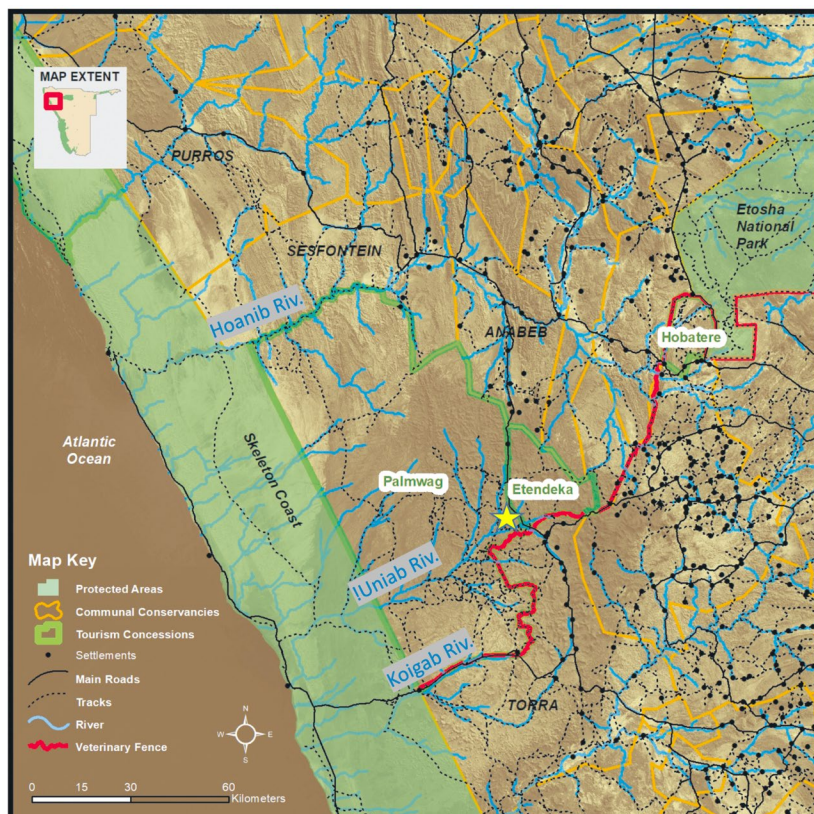 MAP EXTENT
PURROS
Etosha
National
Park
SESFONTEIN
Hoanib Riv.
ANABEB
Hobatere
Atlantic
Ocean
Skeleton Coast
Palmwag
Etendeka
Map Key
Protected Areas
Communal Conservancies
Tourism Concessions
Settlements
Main Roads
Tracks
River
Veterinary Fence
!Uniab Riv.
Koigab Riv.
TORRA
N
W
E
S
0 15 30 60
Kilometers